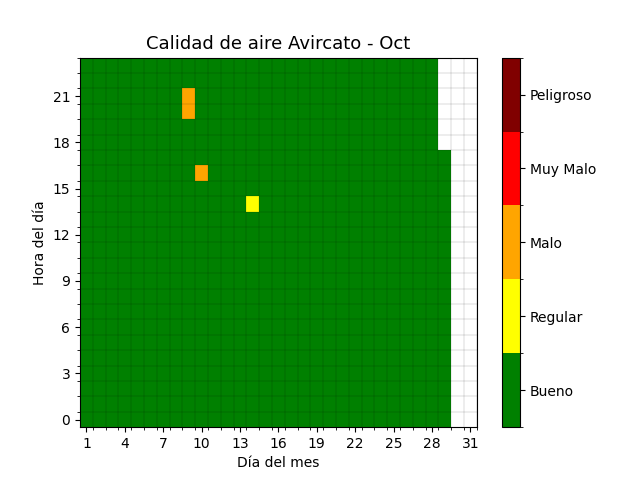 Calidad de aire Avircato - Oct
Hora del día
21
18
15
12
9
6
3
0
1 4 7 10 13 16 19 22 25 28 31
Día del mes
Peligroso
Muy Malo
Malo
Regular
Bueno